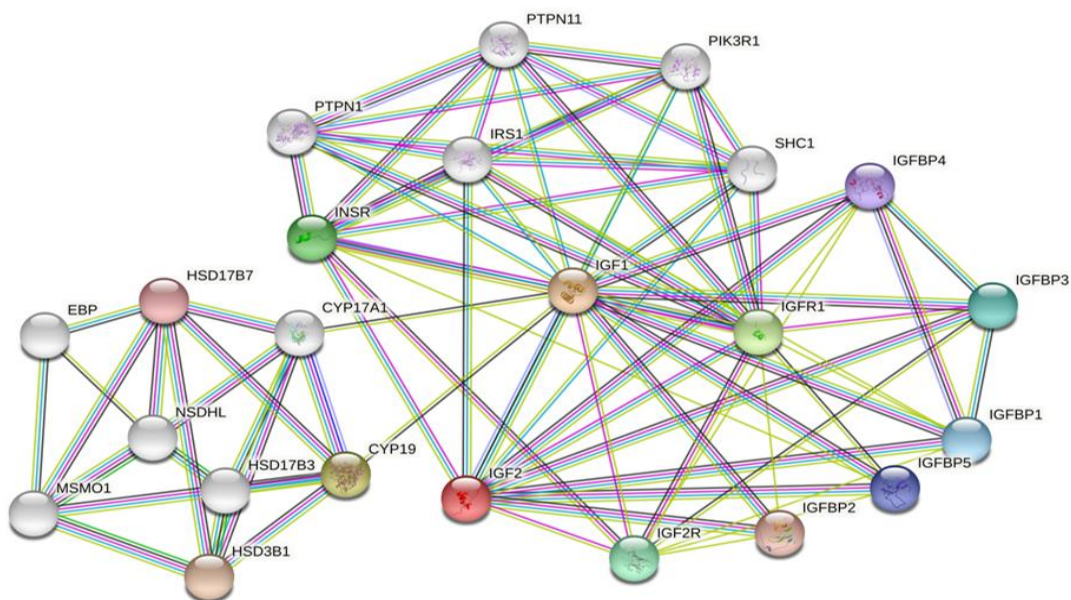 PTPN11
PIK3R1
PTPN1
IRS1
SHC1
IGFBP4
INSR
IGF1
HSD17B7
IGFBP3
EBP
CYP17A1
IGFR1
NSDHL
IGFBP1
CYP19
HSD17B3
IGFBP5
IGF2
MSMO1
IGFBP2
IGF2R
HSD3B1